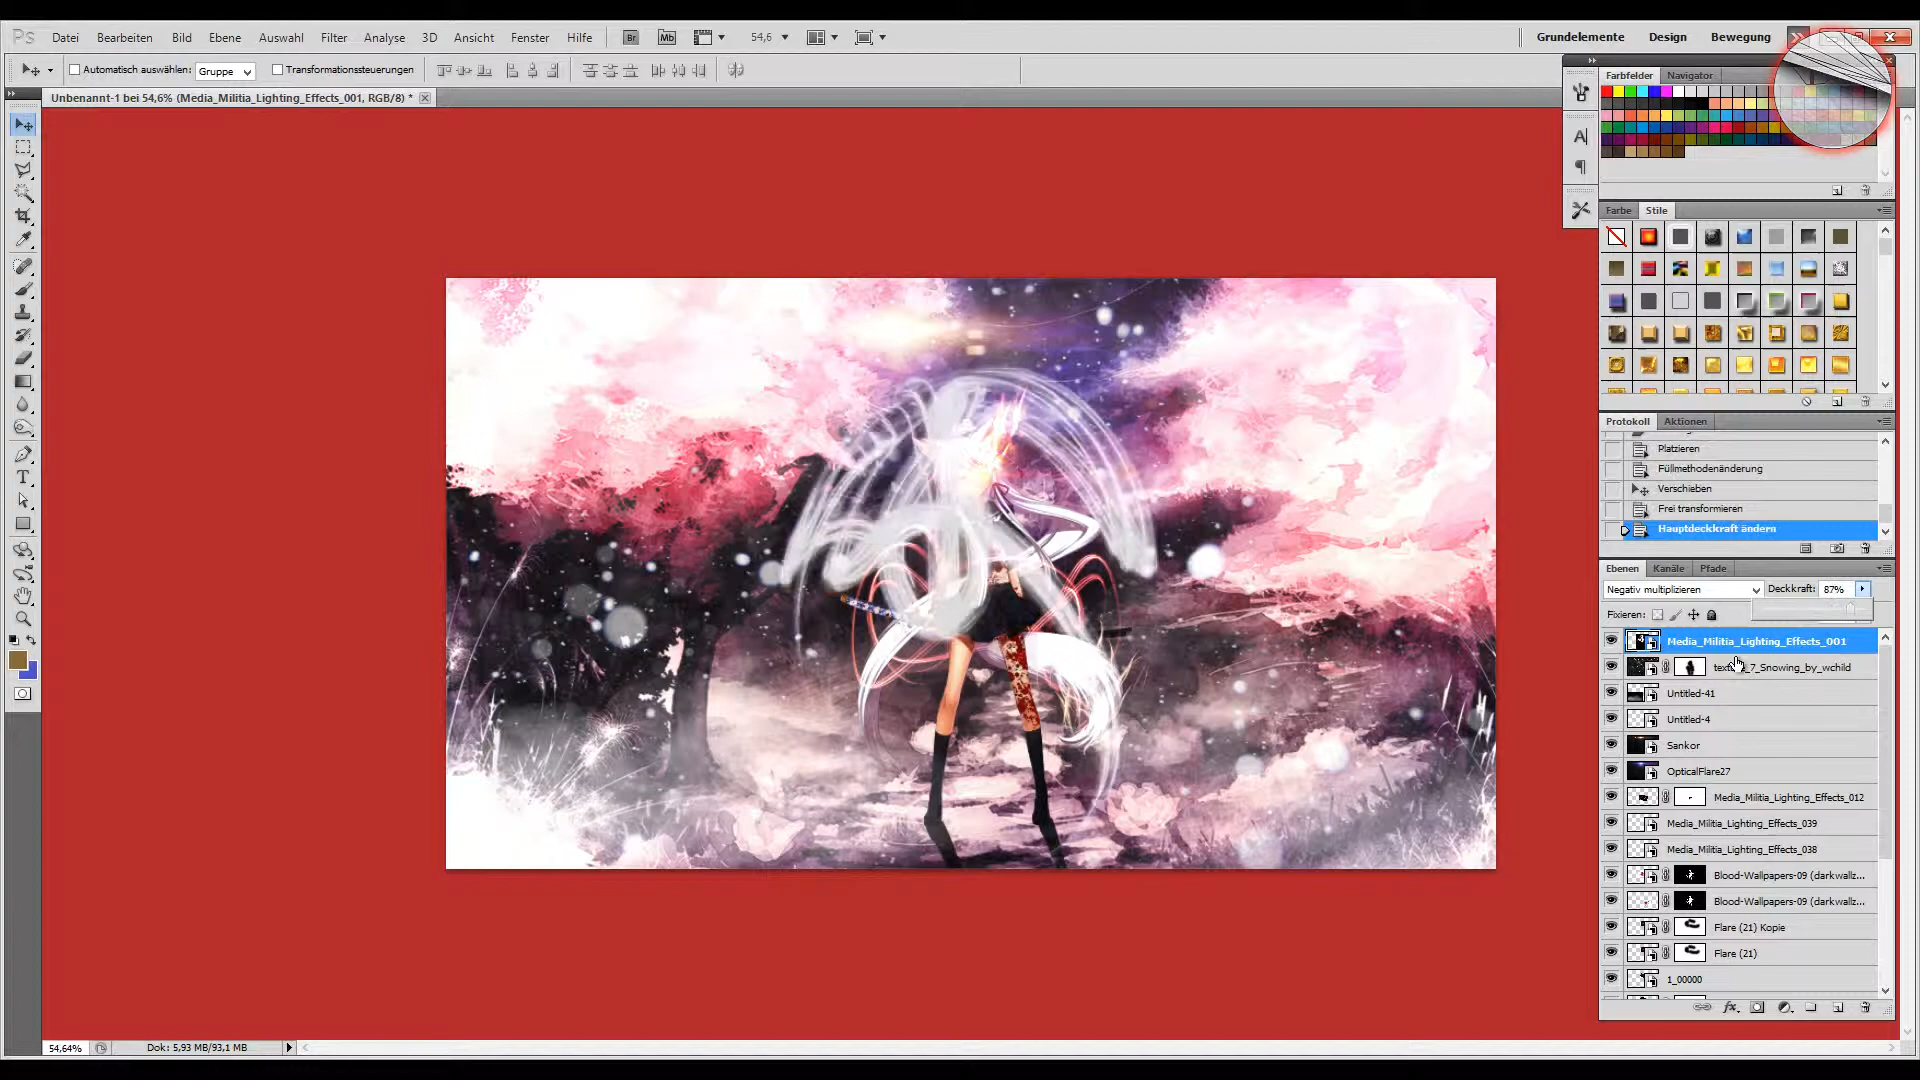 Ps Datei Bearbeiten Bild Ebene Auswahl Filter Analyse 3D Ansicht Fenster Hilfe Br Mb 54,6 Grundelemente Design Bewegung
Automatisch auswählen: Gruppe Transformationssteuerungen
Unbenannt-1 bei 54,6% (Media_Militia_Lighting_Effects_001, RGB/8) *
Farbfelder Navigator
Farbe Stile
Protokoll Aktionen
Platzieren
Füllmethodenänderung
Verschieben
Frei transformieren
Hauptdeckkraft ändern
Ebenen Kanäle Pfade
Negativ multiplizieren Deckkraft: 87%
Fixieren:
Media_Militia_Lighting_Effects_001
7_Snowing_by_wchild
Untitled-41
Untitled-4
Sankor
OpticalFlare27
Media_Militia_Lighting_Effects_012
Media_Militia_Lighting_Effects_039
Media_Militia_Lighting_Effects_038
Blood-Wallpapers-09 (darkwallz...
Blood-Wallpapers-09 (darkwallz...
Flare (21) Kopie
Flare (21)
1_00000
54,64% Dok: 5,93 MB/93,1 MB